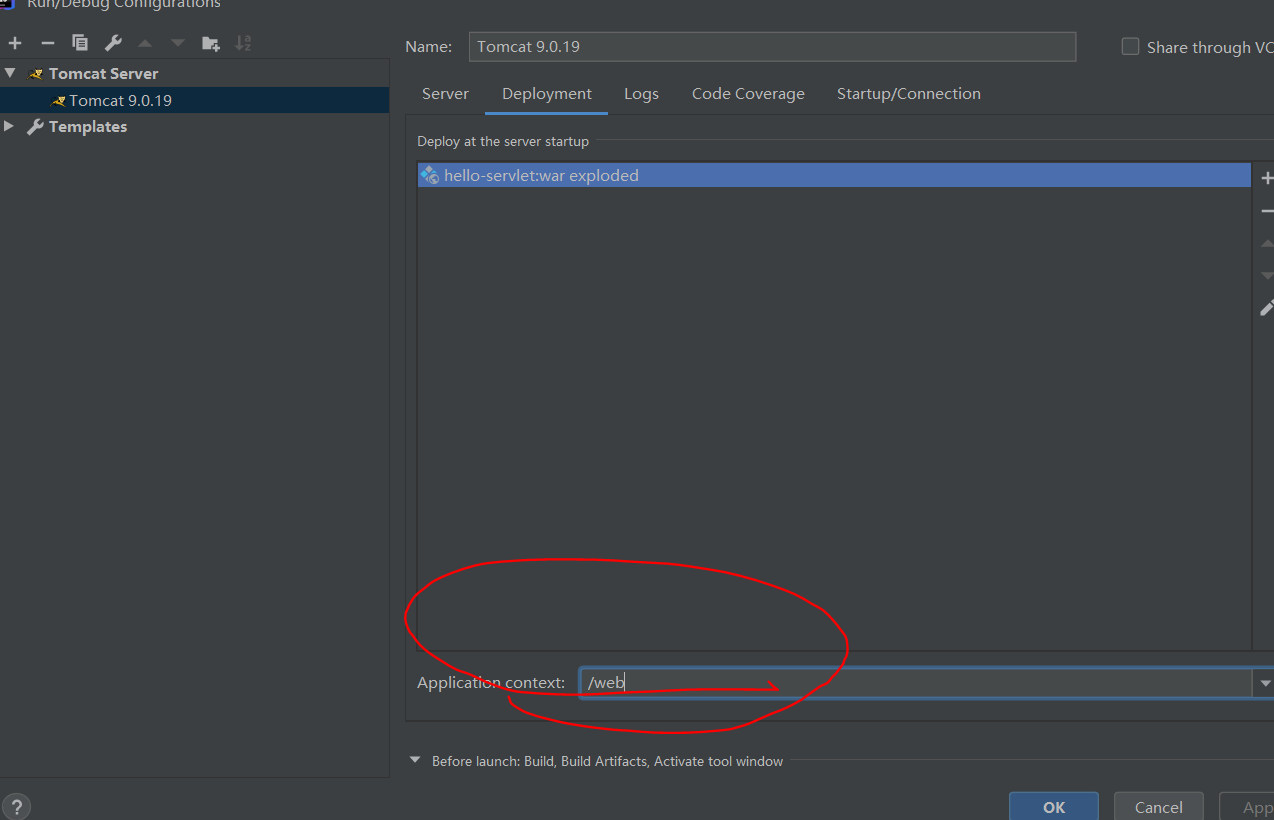 Run/Debug Configurations
Name: Tomcat 9.0.19
Share through VC
Tomcat Server
Tomcat 9.0.19
Templates
Server Deployment Logs Code Coverage Startup/Connection
Deploy at the server startup
hello-servlet:war exploded
Application context: /web
Before launch: Build, Build Artifacts, Activate tool window
?
OK Cancel App